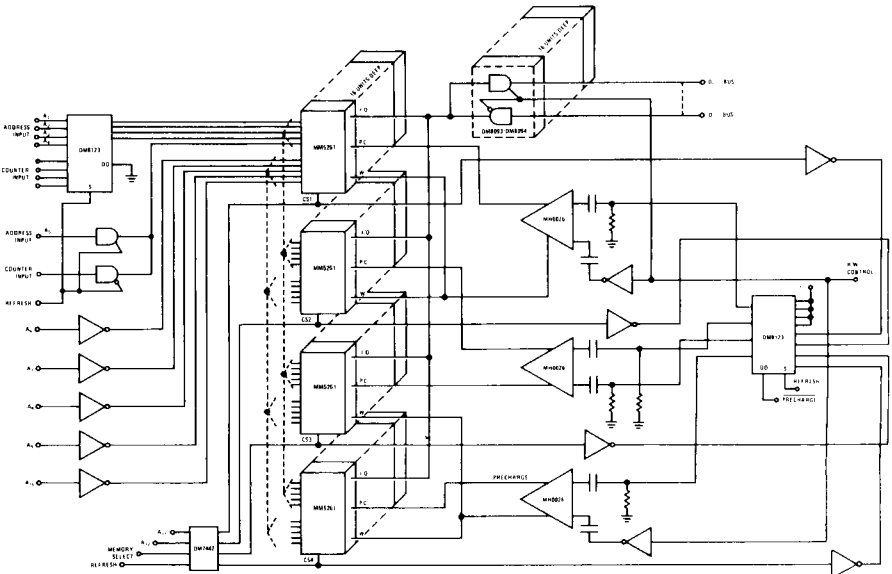 16 UNITS DEEP
16 UNITS DEEP
DM8093-DM8094
BUS
BUS
ADDRESS
INPUT
DM8123
COUNTER
INPUT
S
ADDRESS
INPUT
COUNTER
INPUT
REFRESH
MM5261
I/O
PC
W
CS1
MM5261
I/O
PC
W
CS2
MM5261
I/O
PC
W
CS3
MM5261
I/O
PC
W
CS4
MH0026
MH0026
MH0026
PRECHARGE
R/W
CONTROL
DM8123
S
REFRESH
PRECHARGE
A11
A12
MEMORY
SELECT
REFRESH
DM7442